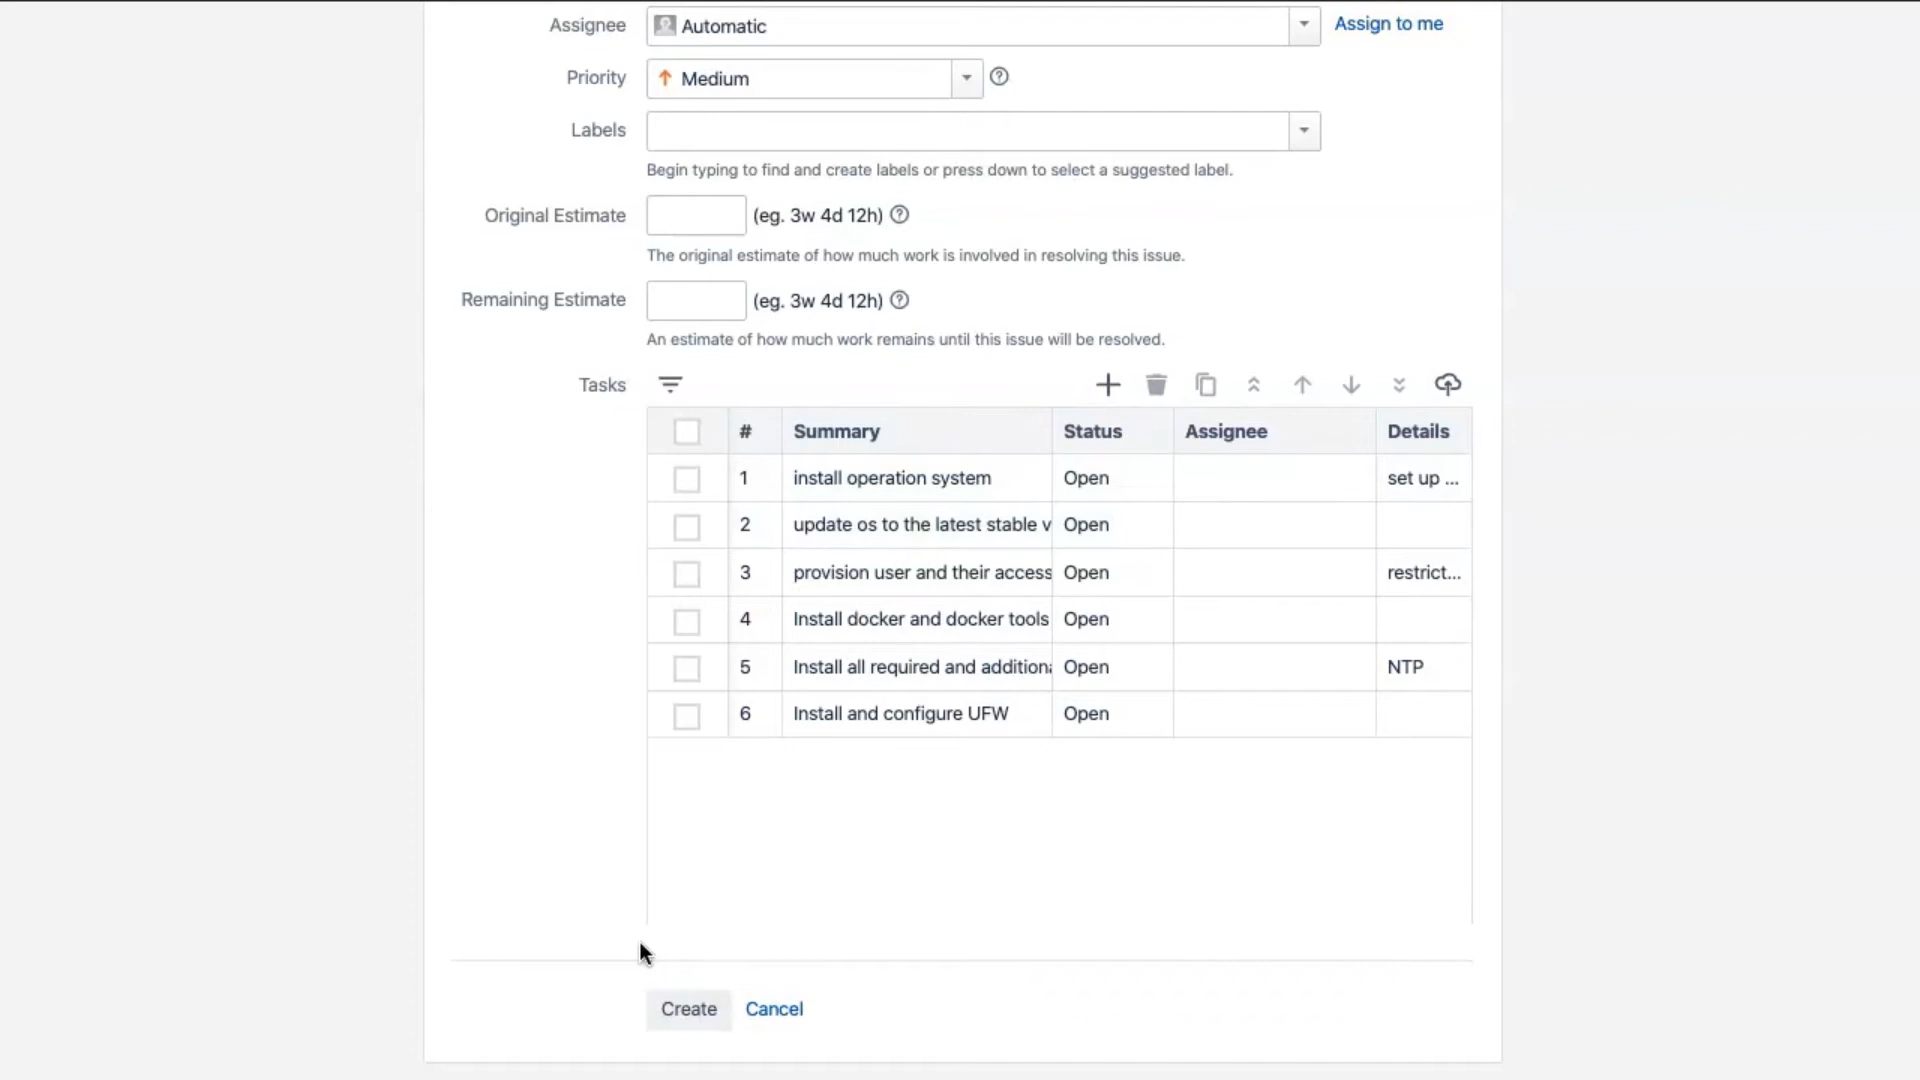 Assignee Automatic Assign to me
Priority Medium
Labels
Begin typing to find and create labels or press down to select a suggested label.
Original Estimate (eg. 3w 4d 12h)
The original estimate of how much work is involved in resolving this issue.
Remaining Estimate (eg. 3w 4d 12h)
An estimate of how much work remains until this issue will be resolved.
Tasks
# Summary Status Assignee Details
1 install operation system Open set up ...
2 update os to the latest stable v Open
3 provision user and their access Open restrict...
4 Install docker and docker tools Open
5 Install all required and additiona Open NTP
6 Install and configure UFW Open
Create Cancel